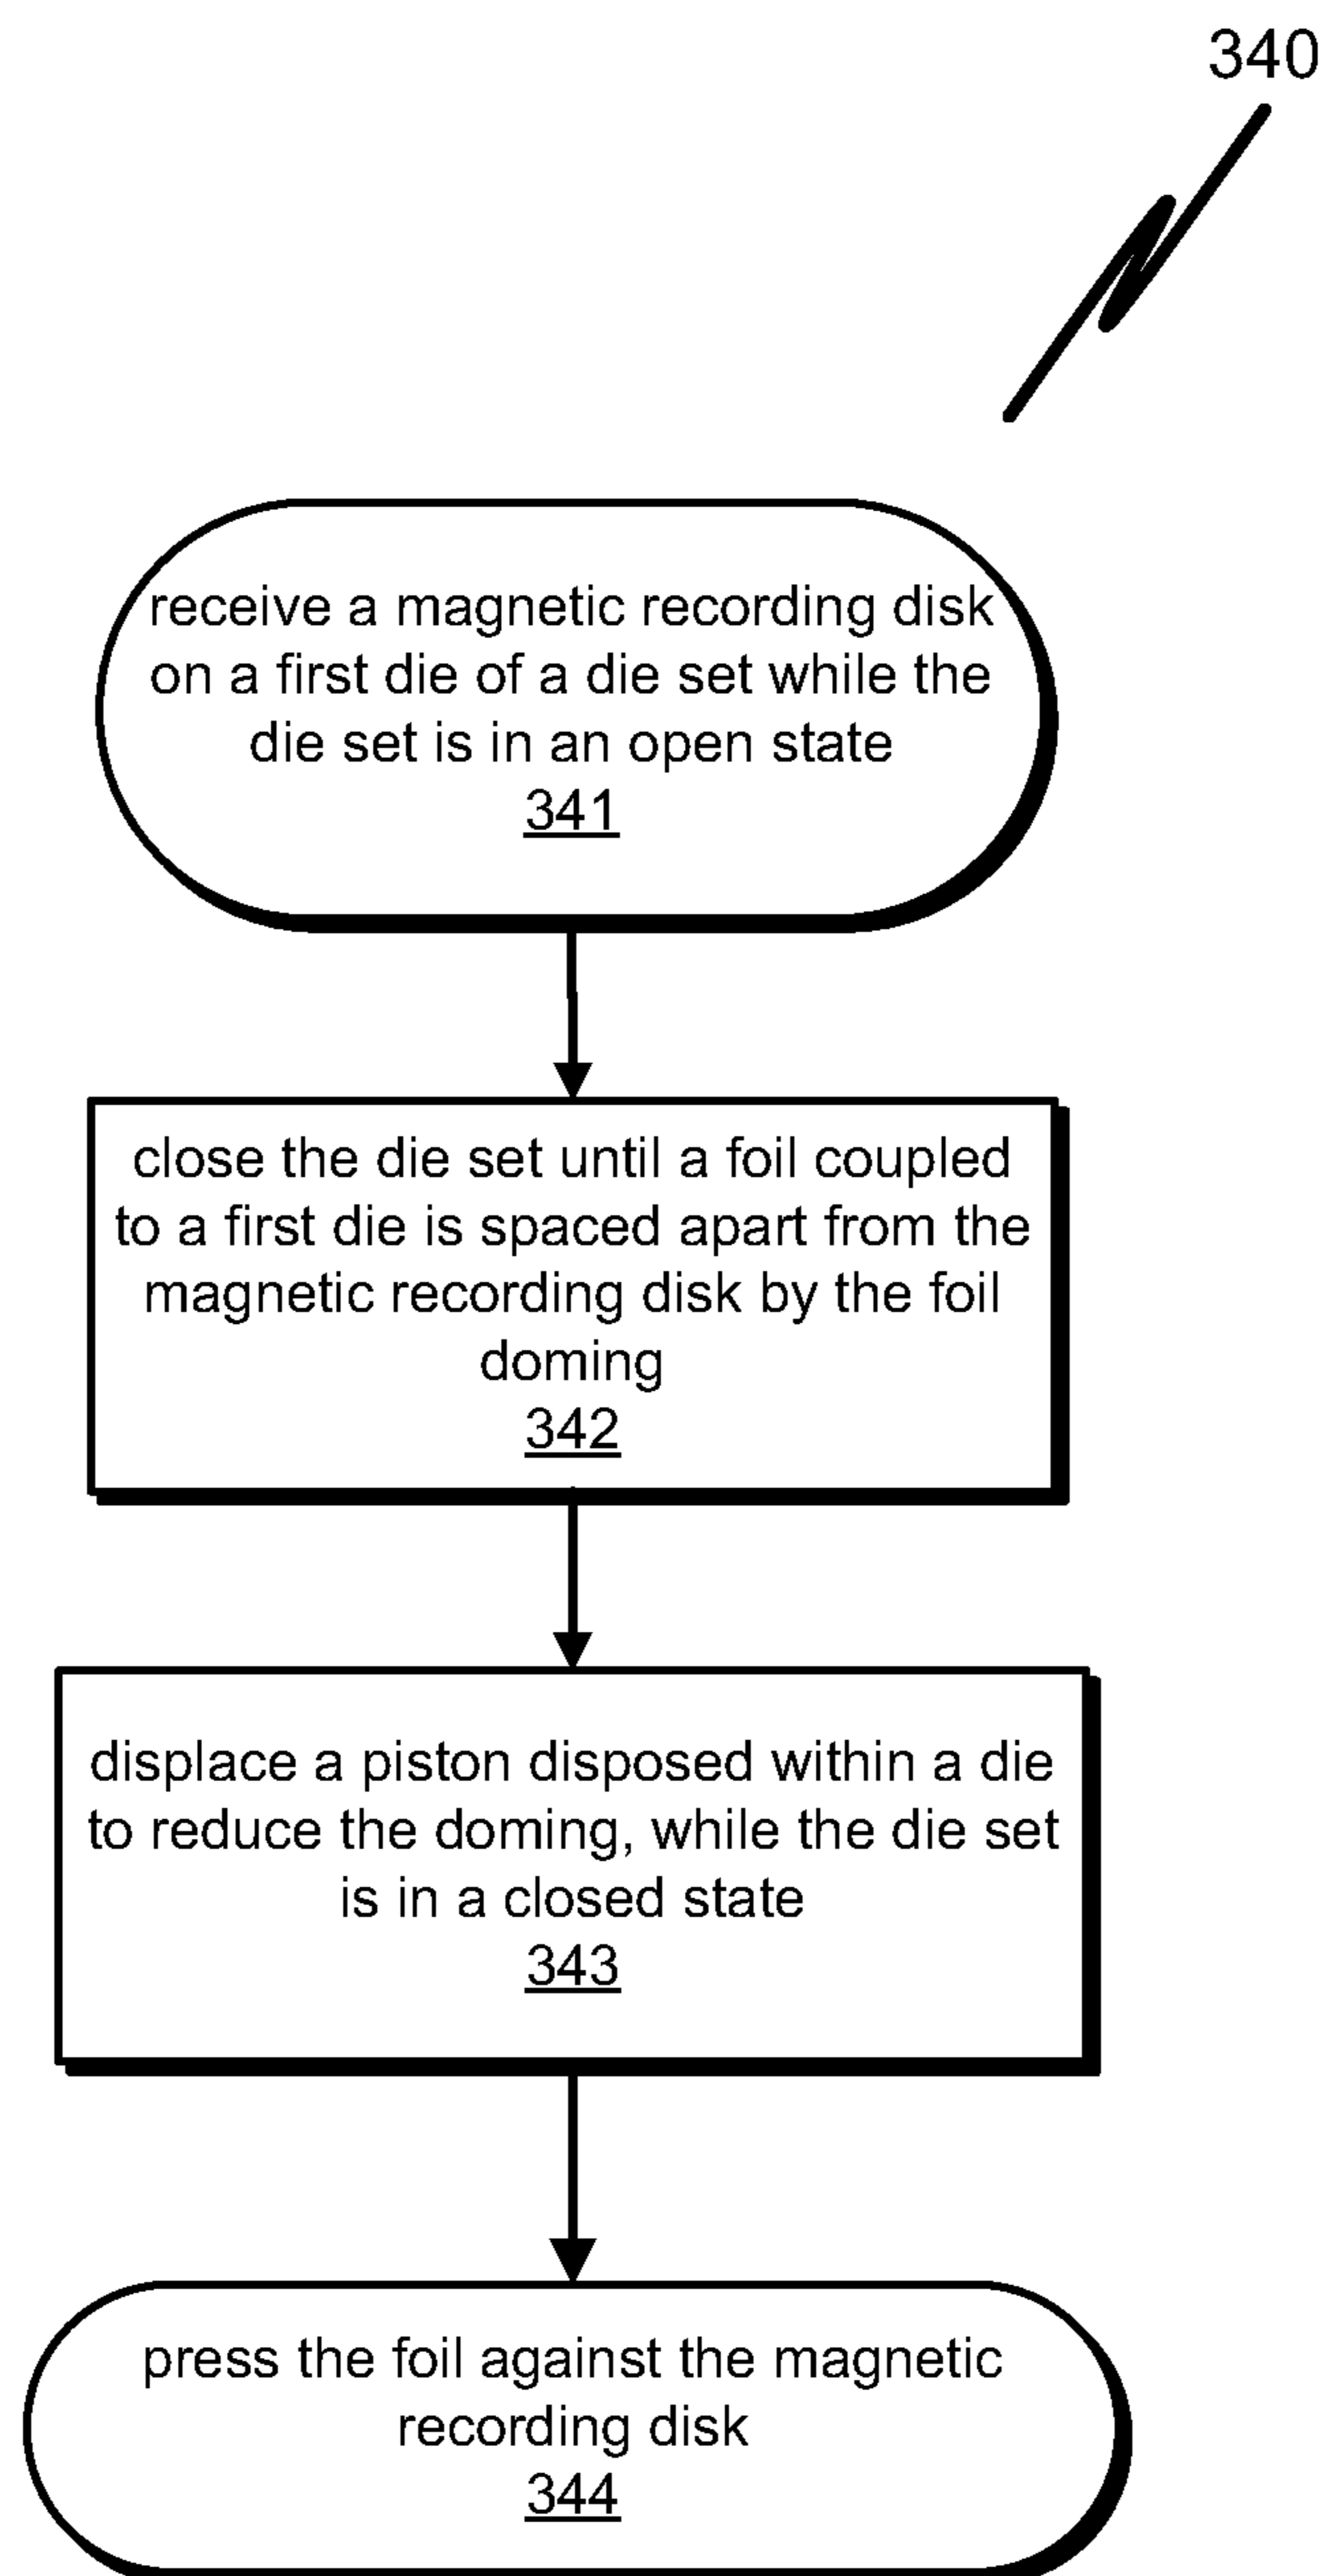 340
receive a magnetic recording disk
on a first die of a die set while the
die set is in an open state
341
close the die set until a foil coupled
to a first die is spaced apart from the
magnetic recording disk by the foil
doming
342
displace a piston disposed within a die
to reduce the doming, while the die set
is in a closed state
343
press the foil against the magnetic
recording disk
344